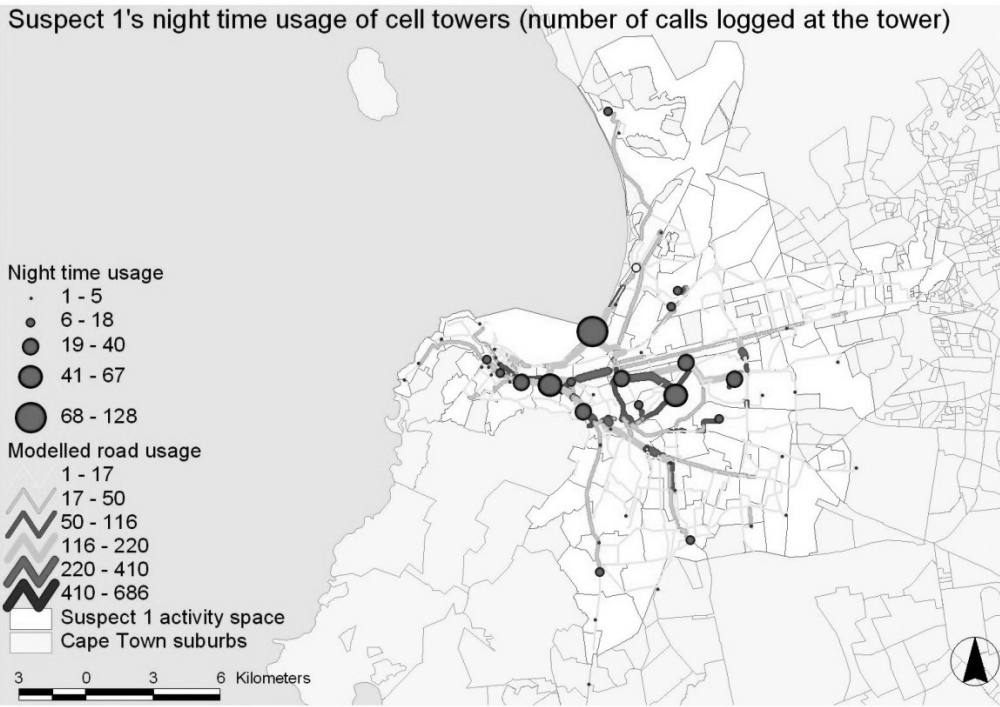 Suspect 1's night time usage of cell towers (number of calls logged at the tower)
Night time usage
1 - 5
6 - 18
19 - 40
41 - 67
68 - 128
Modelled road usage
1 - 17
17 - 50
50 - 116
116 - 220
220 - 410
410 - 686
Suspect 1 activity space
Cape Town suburbs
3 0 3 6 Kilometers